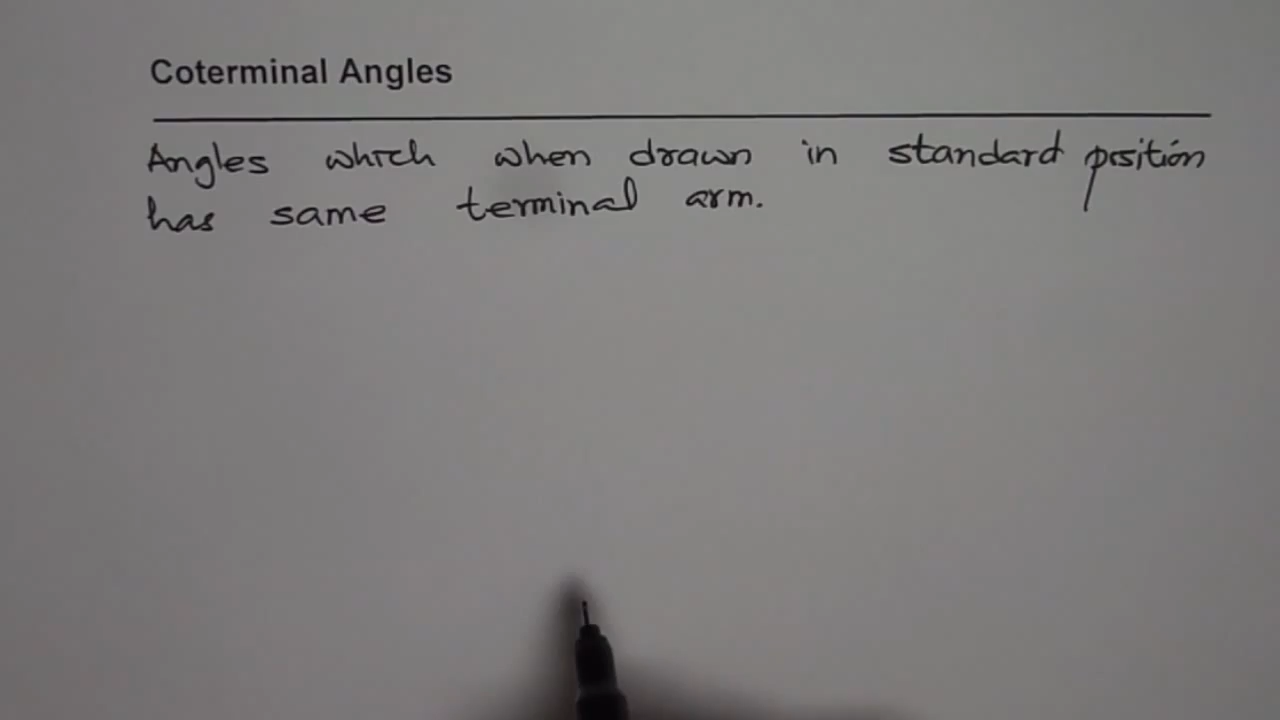 Coterminal Angles
Angles which when drawn in standard position
has same terminal arm.